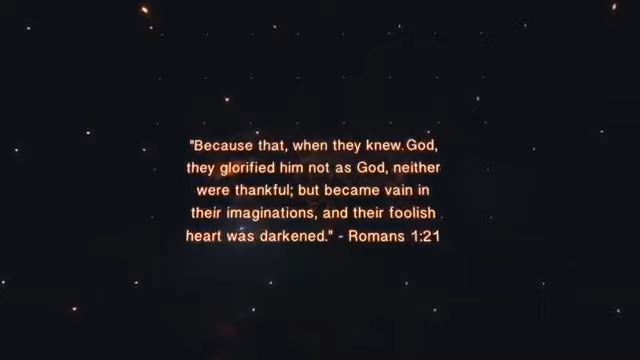 "Because that, when they knew God,
they glorified him not as God, neither
were thankful; but became vain in
their imaginations, and their foolish
heart was darkened." - Romans 1:21